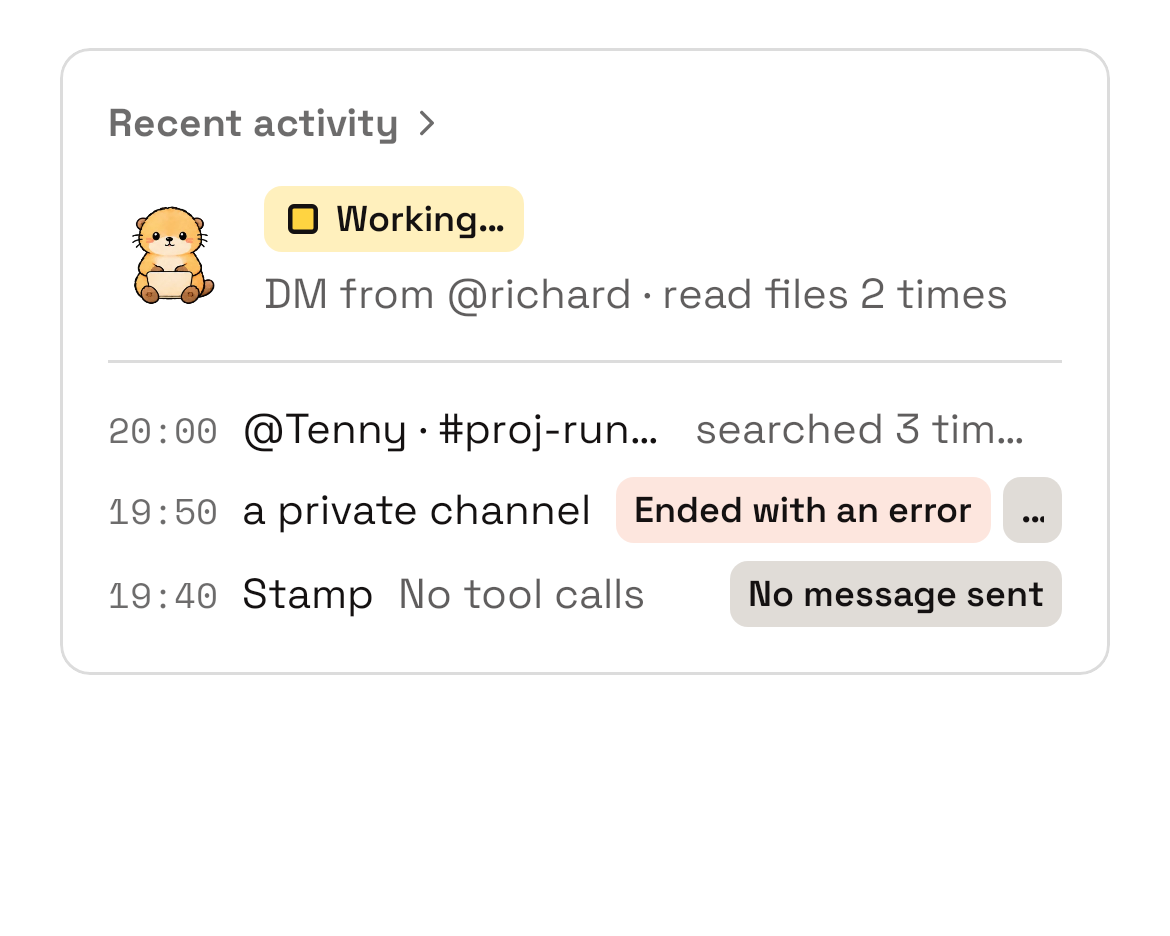 Recent activity >
Working…
DM from @richard · read files 2 times
20:00 @Tenny · #proj-run… searched 3 tim…
19:50 a private channel Ended with an error …
19:40 Stamp No tool calls No message sent